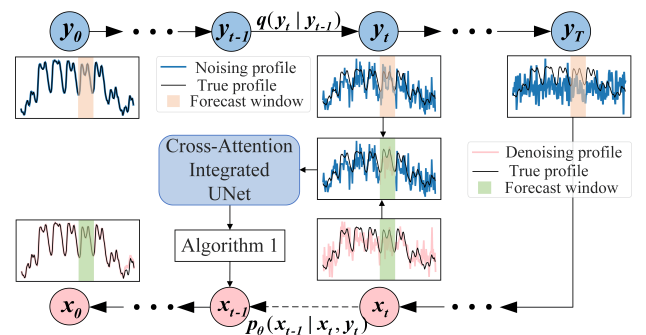 y0
yt-1
q(yt | yt-1)
yt
yT
Noising profile
True profile
Forecast window
Cross-Attention
Integrated
UNet
Denoising profile
True profile
Forecast window
Algorithm 1
x0
xt-1
pθ(xt-1 | xt, yt)
xt